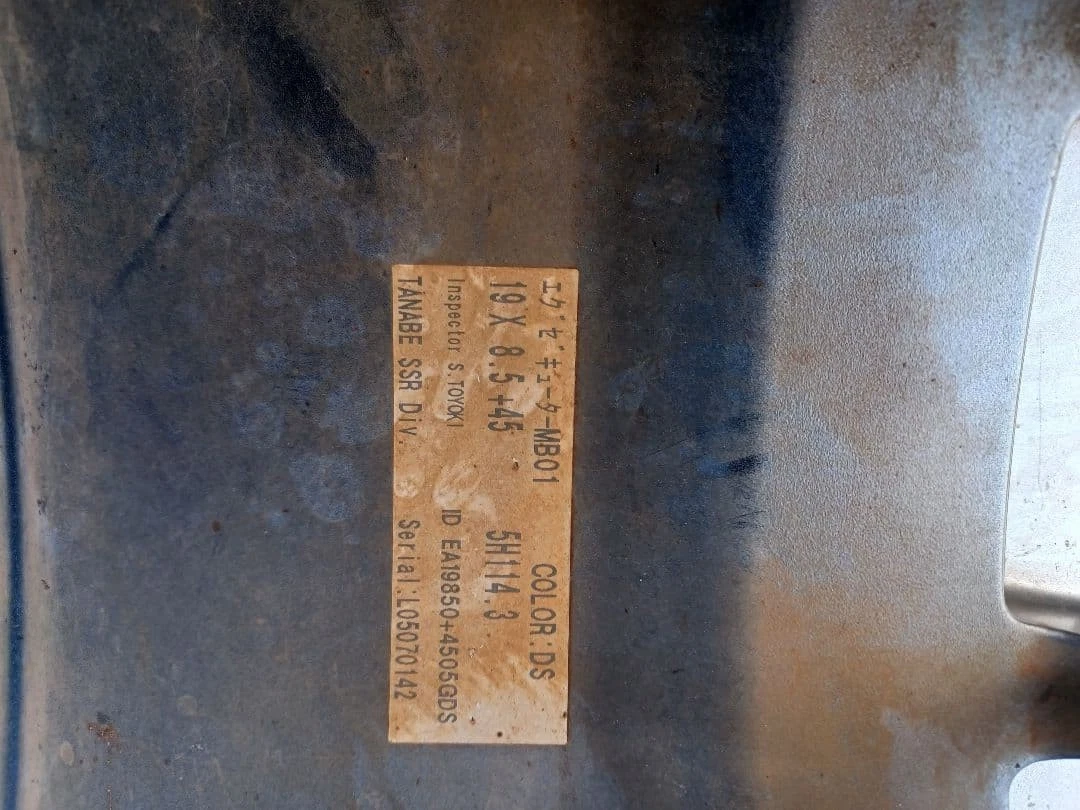 エグゼキュータ-MB01 COLOR:DS
19 X 8.5 +45 5H114.3
Inspector S.TOYOKI ID EA19850+4505GDS
TANABE SSR Div. Serial:L05070142